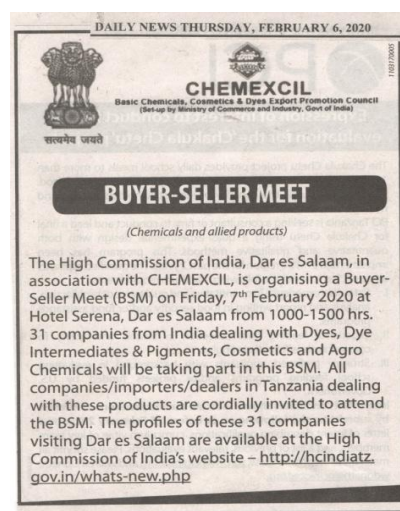 DAILY NEWS THURSDAY, FEBRUARY 6, 2020
1103170005
CHEMEXCIL
Basic Chemicals, Cosmetics & Dyes Export Promotion Council
(Set-up by Ministry of Commerce and Industry, Govt of India)
सत्यमेव जयते
BUYER-SELLER MEET
(Chemicals and allied products)
The High Commission of India, Dar es Salaam, in
association with CHEMEXCIL, is organising a Buyer-
Seller Meet (BSM) on Friday, 7th February 2020 at
Hotel Serena, Dar es Salaam from 1000-1500 hrs.
31 companies from India dealing with Dyes, Dye
Intermediates & Pigments, Cosmetics and Agro
Chemicals will be taking part in this BSM. All
companies/importers/dealers in Tanzania dealing
with these products are cordially invited to attend
the BSM. The profiles of these 31 companies
visiting Dar es Salaam are available at the High
Commission of India's website – http://hcindiatz.
gov.in/whats-new.php